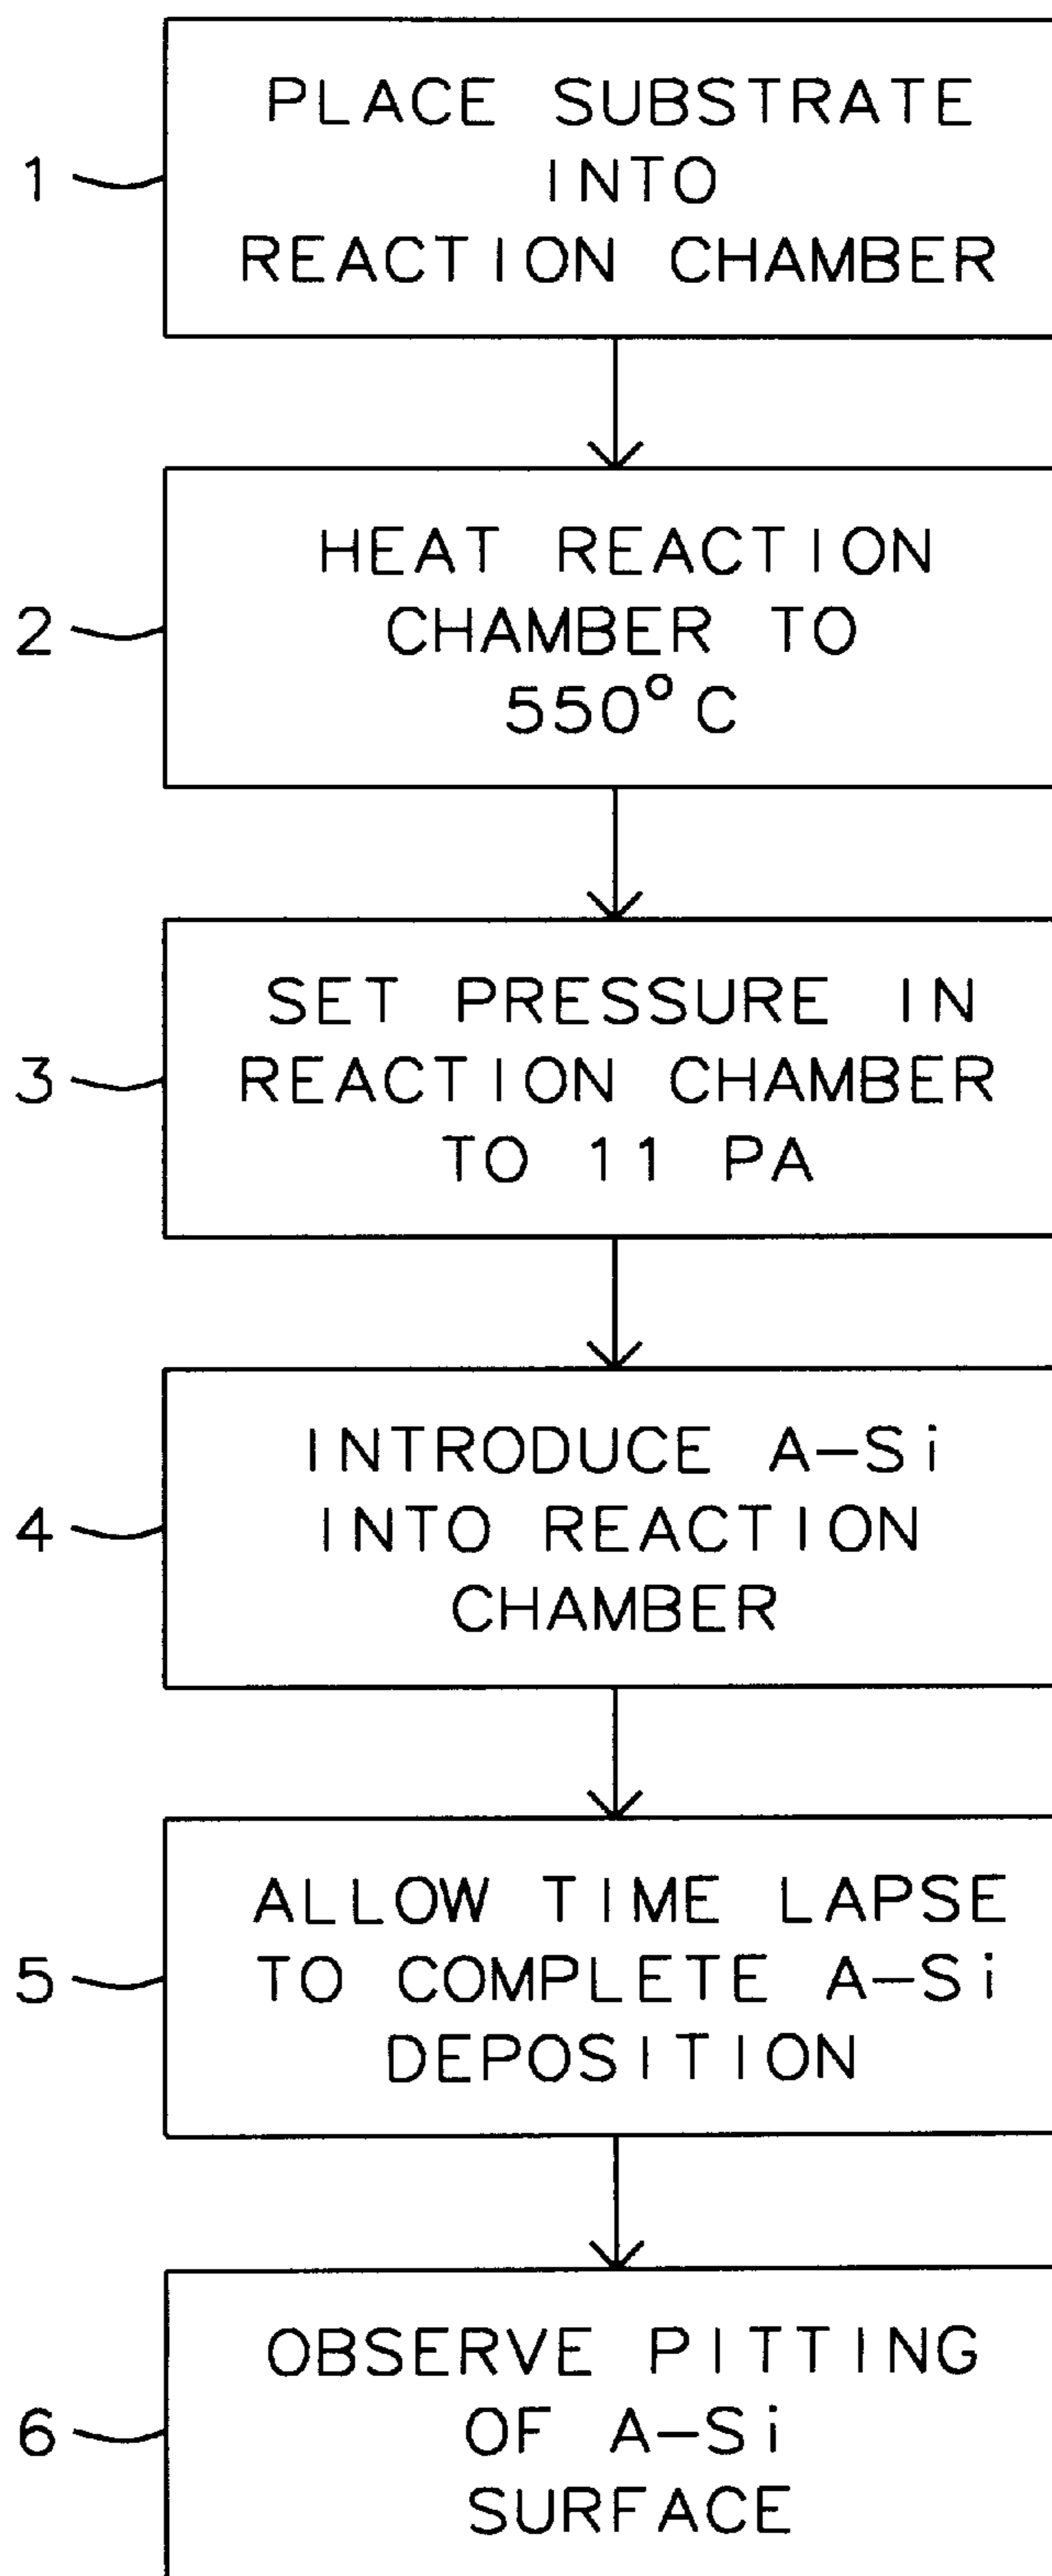 1
PLACE SUBSTRATE
INTO
REACTION CHAMBER
2
HEAT REACTION
CHAMBER TO
550°C
3
SET PRESSURE IN
REACTION CHAMBER
TO 11 PA
4
INTRODUCE A-Si
INTO REACTION
CHAMBER
5
ALLOW TIME LAPSE
TO COMPLETE A-Si
DEPOSITION
6
OBSERVE PITTING
OF A-Si
SURFACE